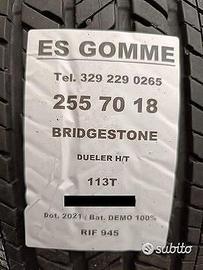 ES GOMME
Tel. 329 229 0265
255 70 18
BRIDGESTONE
DUELER H/T
113T
Dot. 2021 / Bat. DEMO 100%
RIF 945
subito